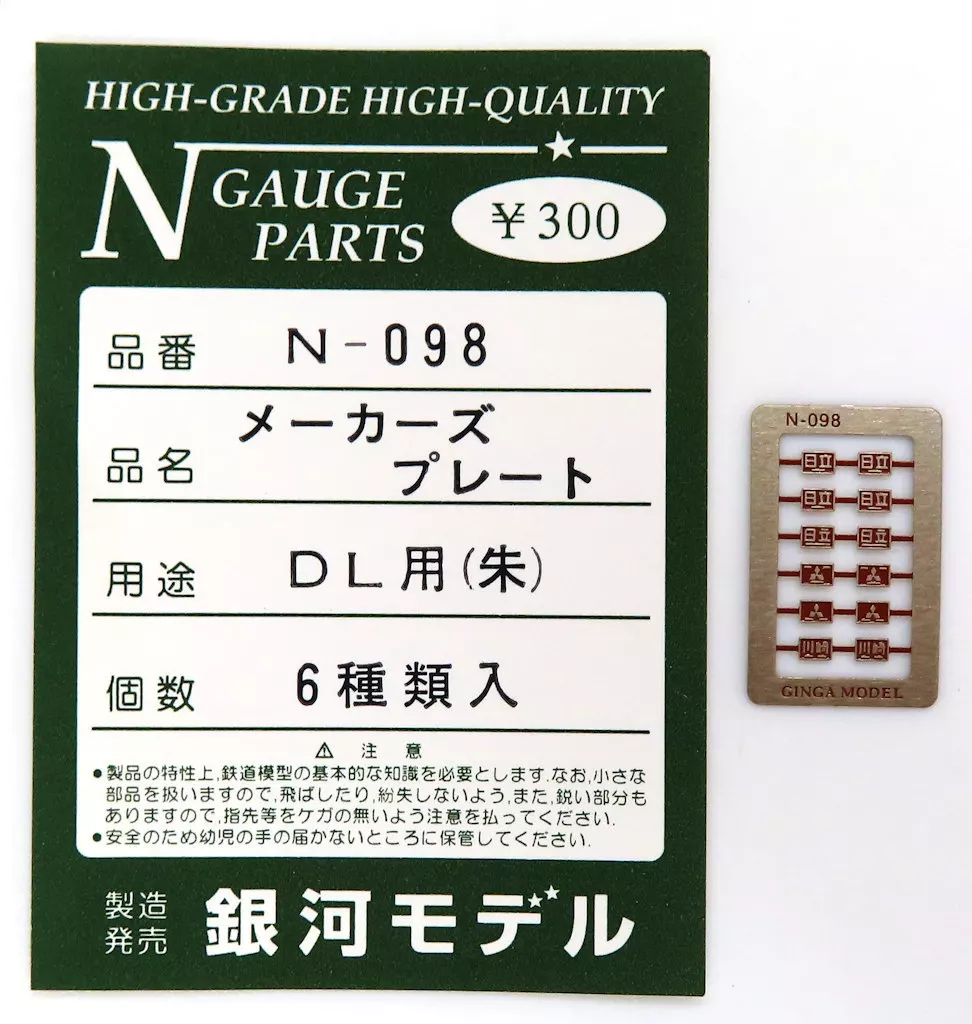 HIGH-GRADE HIGH-QUALITY
N GAUGE
PARTS
¥300
品番 N-098
品名 メーカーズ
プレート
用途 DL用(朱)
個数 6種類入
⚠ 注意
●製品の特性上,鉄道模型の基本的な知識を必要とします.なお,小さな
部品を扱いますので,飛ばしたり,紛失しないよう,また,鋭い部分も
ありますので,指先等をケガの無いよう注意を払ってください.
●安全のため幼児の手の届かないところに保管してください.
製造
発売 銀河モデル
N-098
日立 日立
日立 日立
日立 日立
川崎 川崎
GINGA MODEL